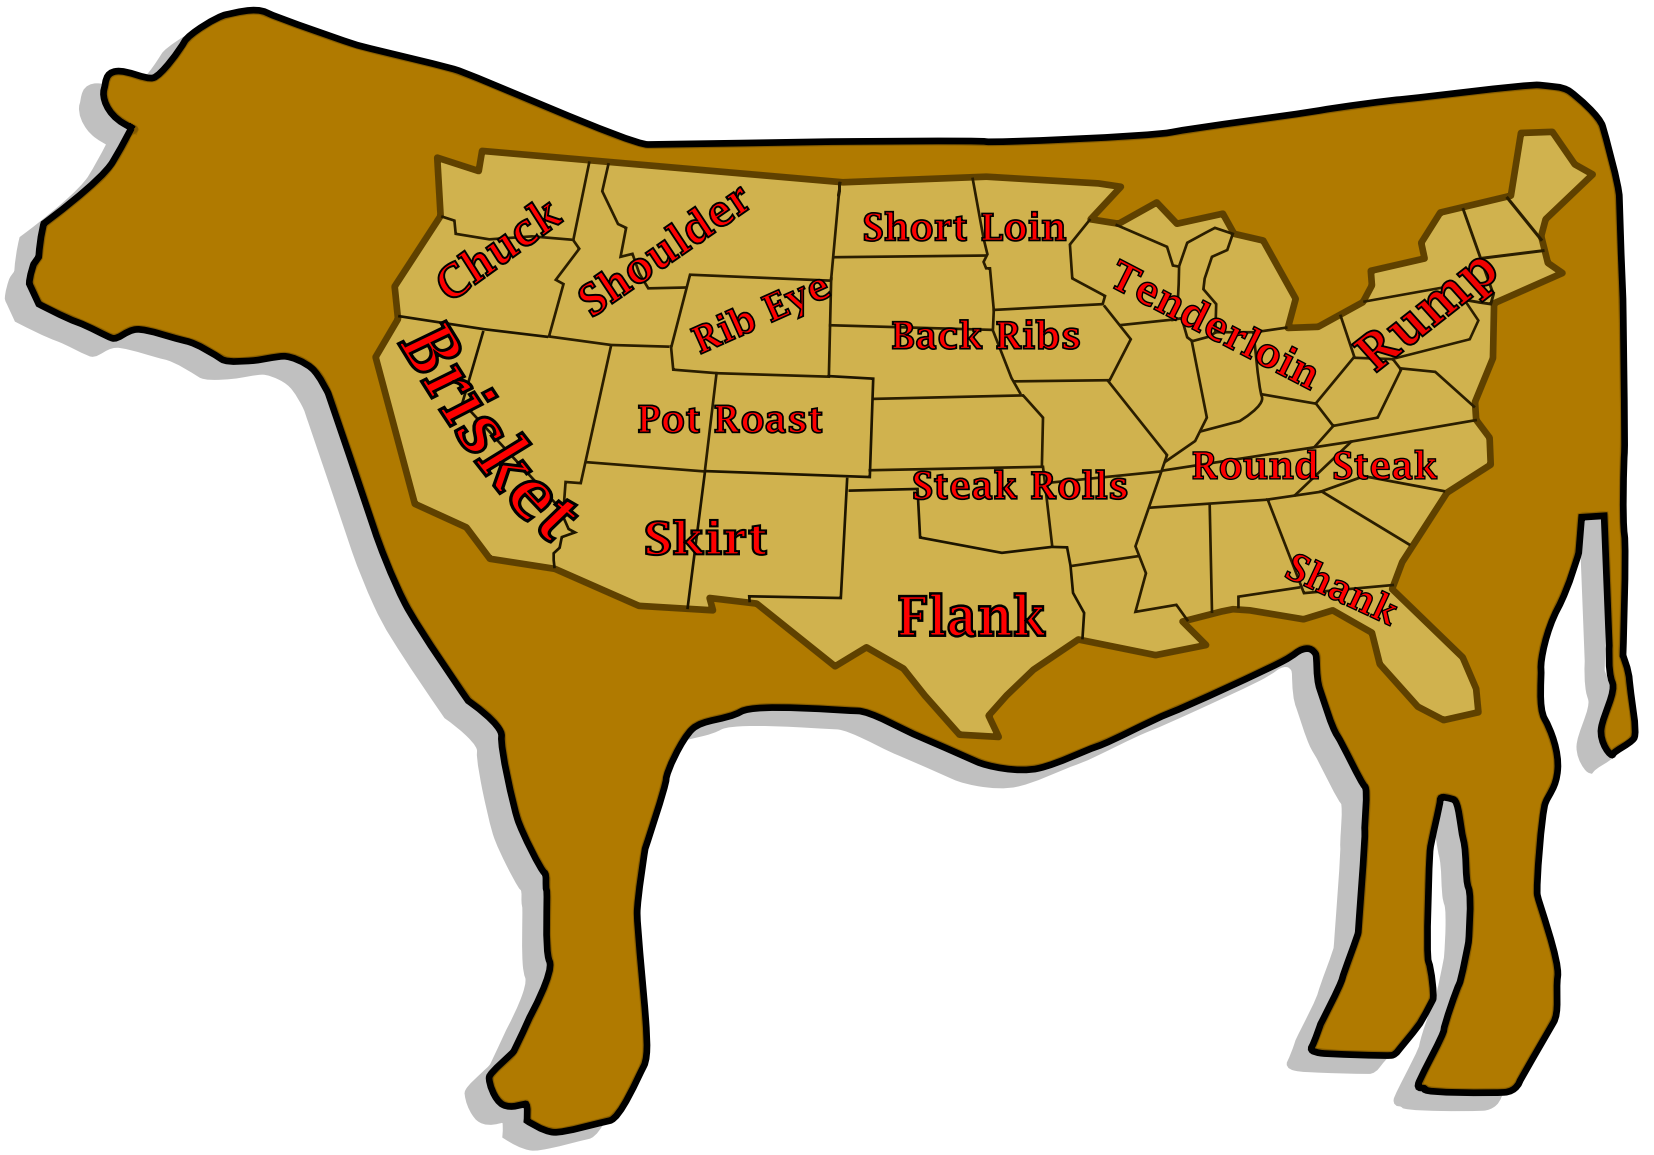 Chuck
Shoulder
Short Loin
Rib Eye
Tenderloin
Rump
Brisket
Back Ribs
Pot Roast
Steak Rolls
Round Steak
Skirt
Flank
Shank